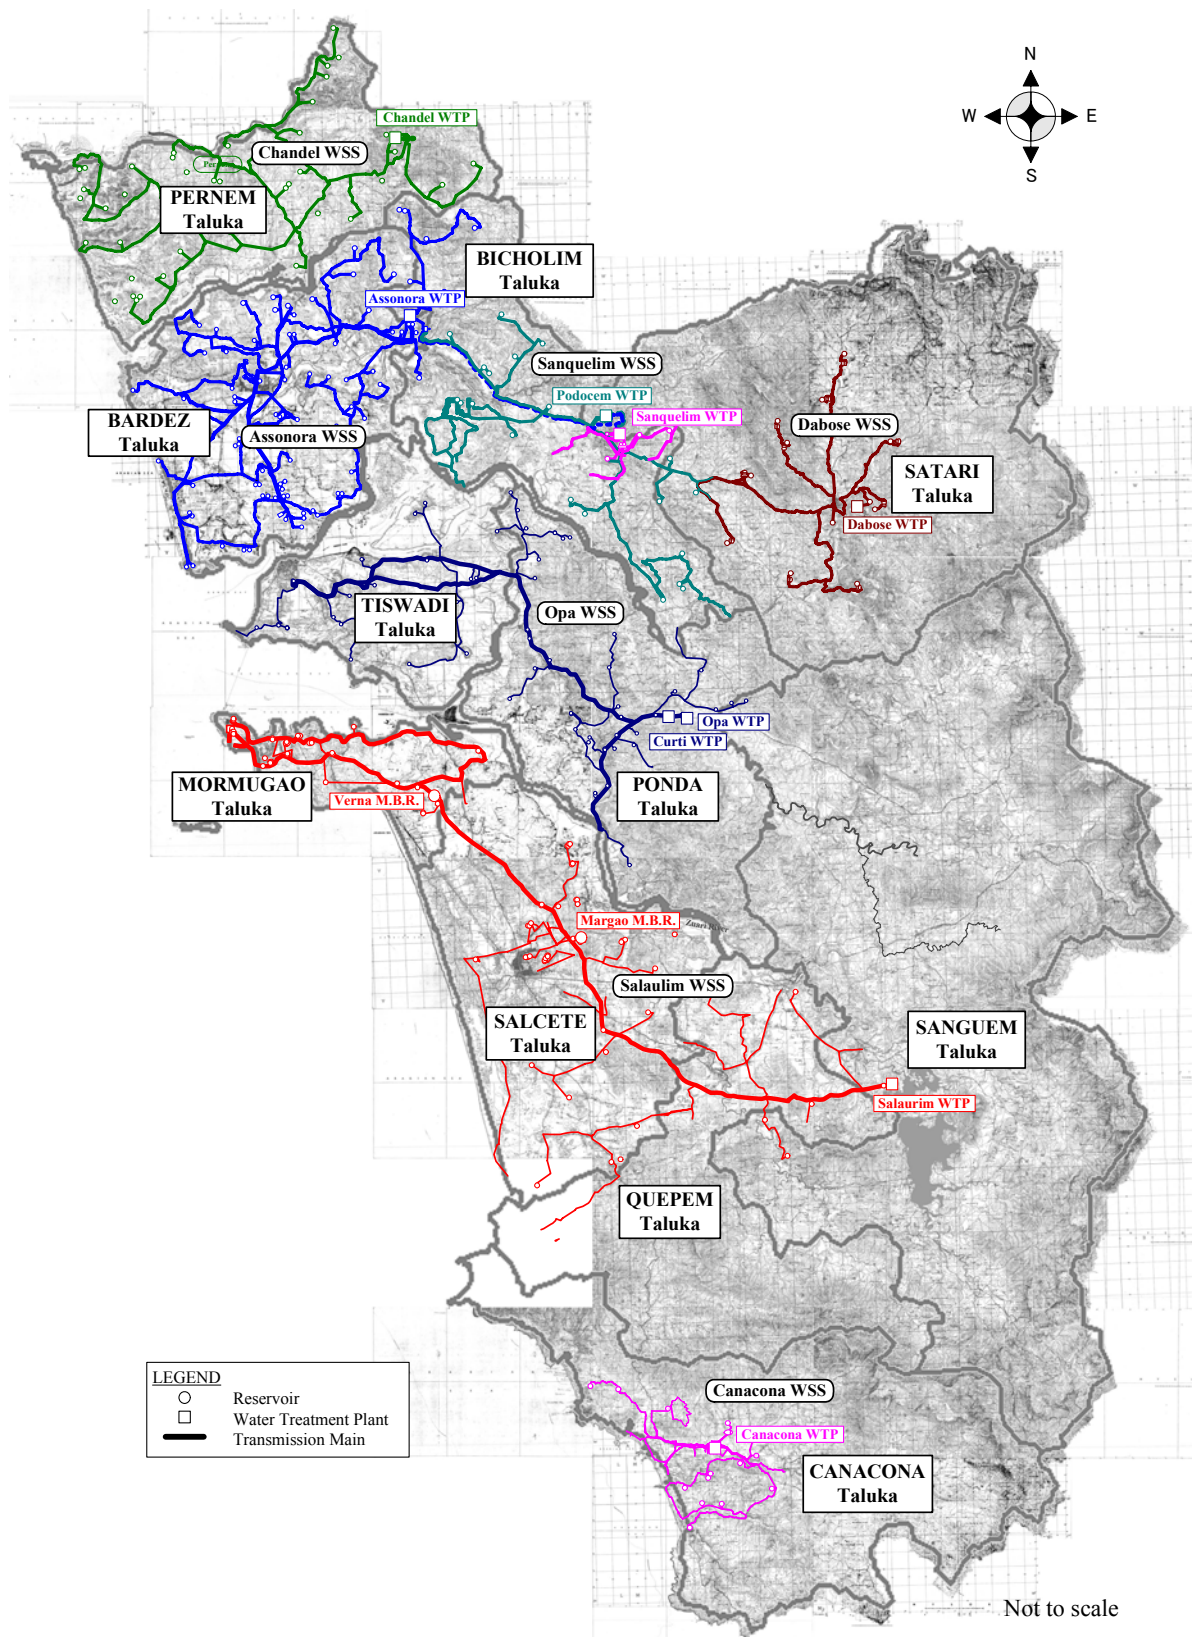 N
W
E
S
Chandel WTP
Chandel WSS
PERNEM
Taluka
BICHOLIM
Taluka
Assonora WTP
Sanquelim WSS
Podocem WTP
Sanquelim WTP
BARDEZ
Taluka
Assonora WSS
Dabose WSS
SATARI
Taluka
Dabose WTP
TISWADI
Taluka
Opa WSS
Opa WTP
Curti WTP
MORMUGAO
Taluka
Verna M.B.R.
PONDA
Taluka
Margao M.B.R.
Zuari River
Salaulim WSS
SALCETE
Taluka
SANGUEM
Taluka
Salaurim WTP
QUEPEM
Taluka
LEGEND
Reservoir
Water Treatment Plant
Transmission Main
Canacona WSS
Canacona WTP
CANACONA
Taluka
Not to scale